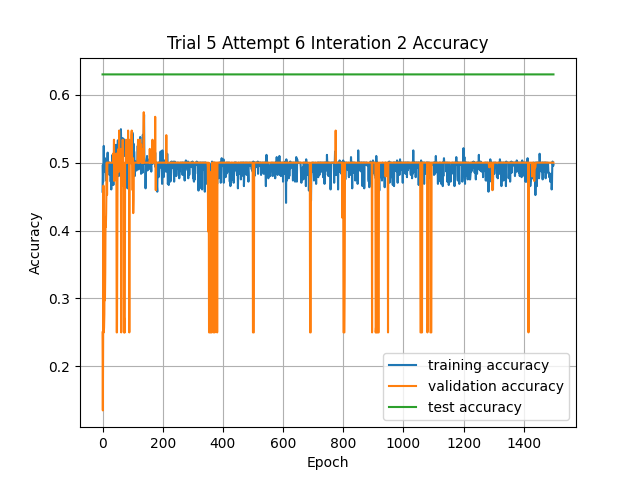 Trial 5 Attempt 6 Interation 2 Accuracy
Accuracy
0.6
0.5
0.4
0.3
0.2
0 200 400 600 800 1000 1200 1400
Epoch
training accuracy
validation accuracy
test accuracy